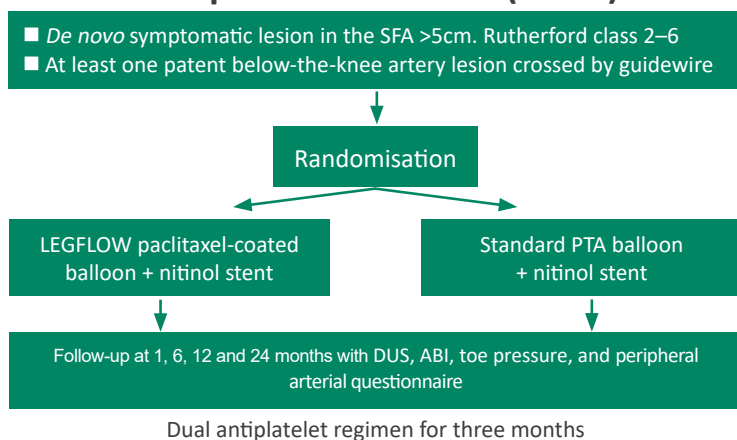 ■ De novo symptomatic lesion in the SFA >5cm. Rutherford class 2–6
■ At least one patent below-the-knee artery lesion crossed by guidewire
Randomisation
LEGFLOW paclitaxel-coated
balloon + nitinol stent
Standard PTA balloon
+ nitinol stent
Follow-up at 1, 6, 12 and 24 months with DUS, ABI, toe pressure, and peripheral
arterial questionnaire
Dual antiplatelet regimen for three months